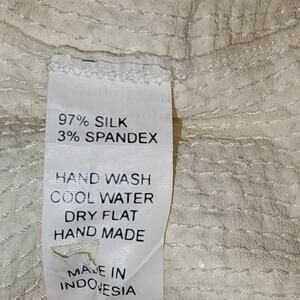 97% SILK
3% SPANDEX
HAND WASH
COOL WATER
DRY FLAT
HAND MADE
MADE IN
INDONESIA